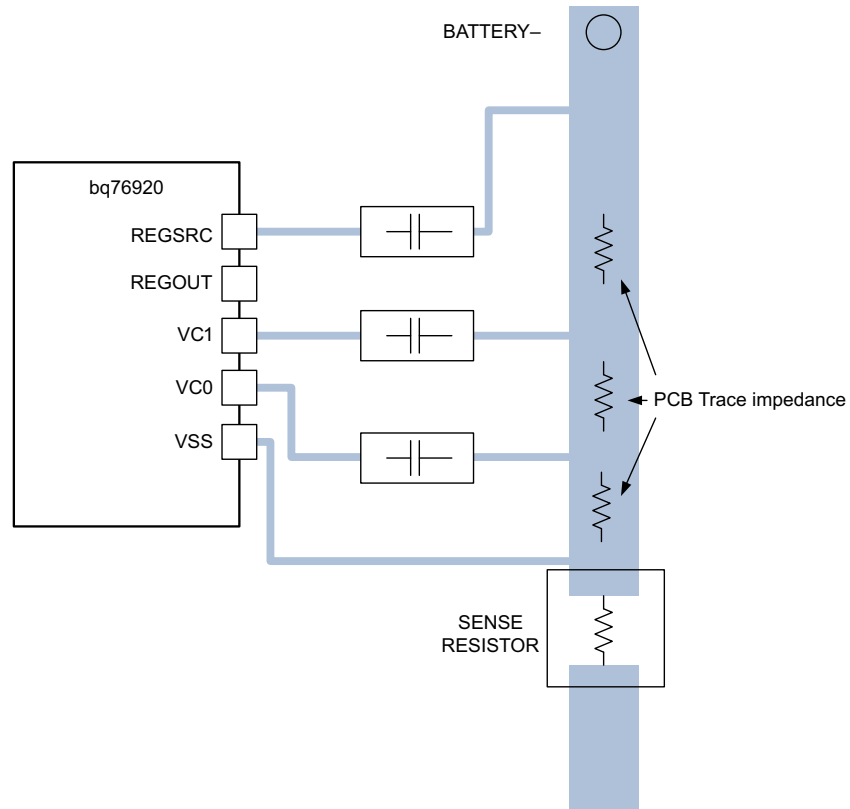 BATTERY–
bq76920
REGSRC
REGOUT
VC1
VC0
VSS
PCB Trace impedance
SENSE
RESISTOR